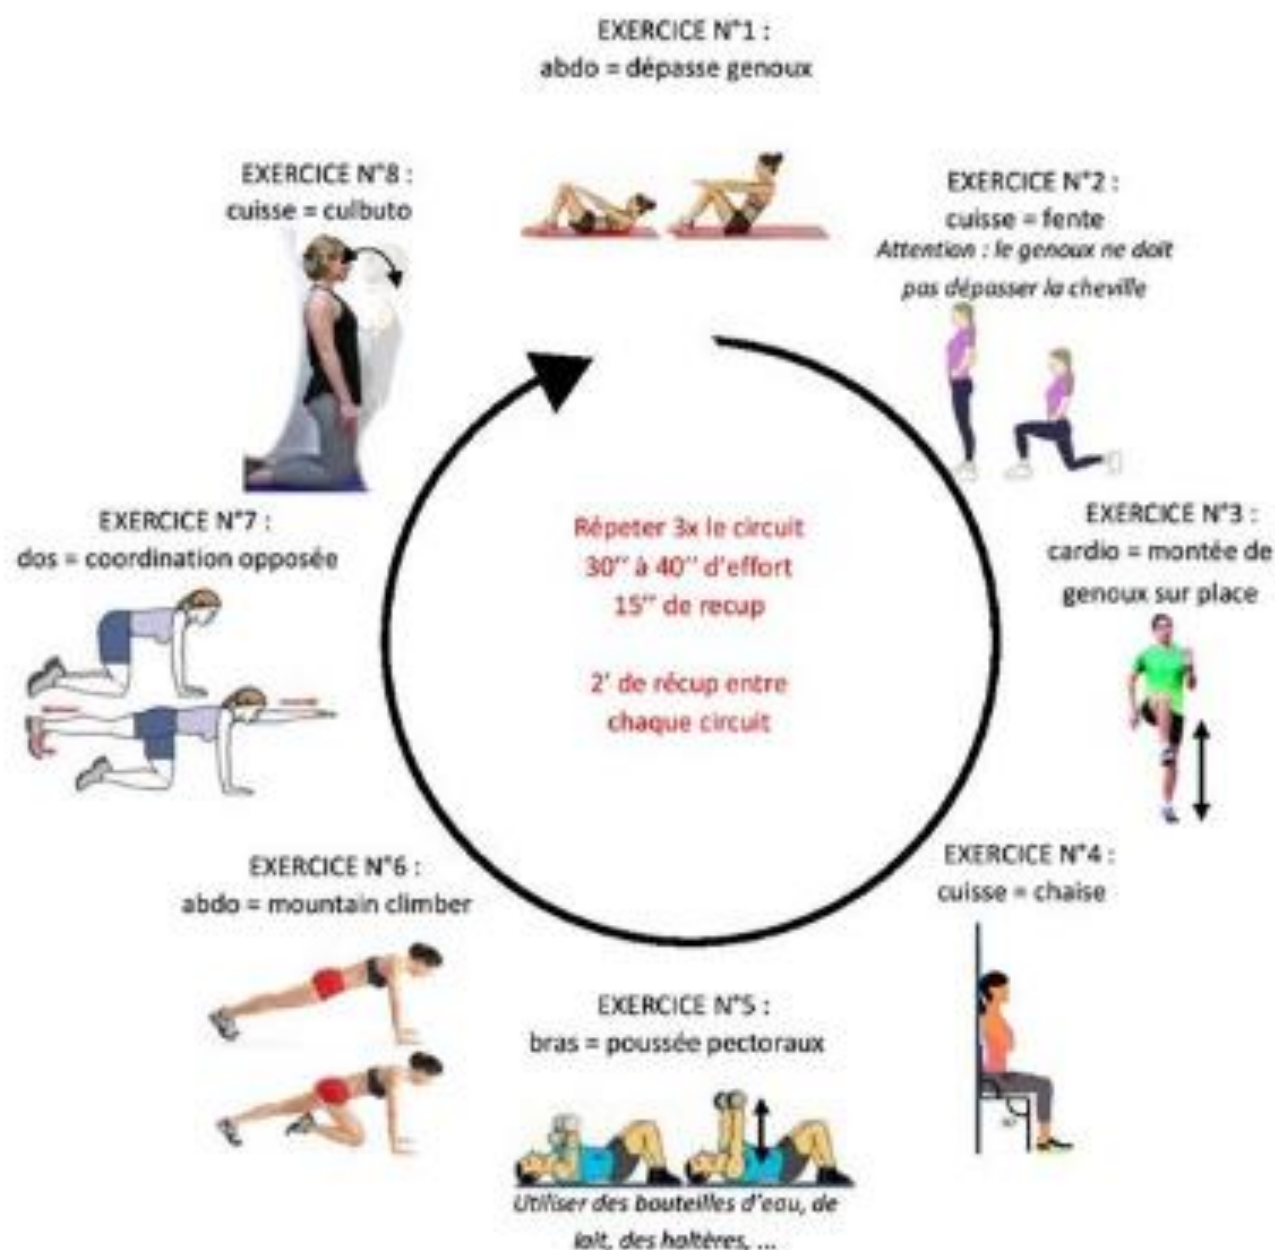 EXERCICE N°1 :
abdo = dépasse genoux
EXERCICE N°2 :
cuisse = fente
Attention : le genoux ne doit
pas dépasser la cheville
EXERCICE N°3 :
cardio = montée de
genoux sur place
EXERCICE N°4 :
cuisse = chaise
EXERCICE N°5 :
bras = poussée pectoraux
Utiliser des bouteilles d'eau, de
lait, des haltères, ...
EXERCICE N°6 :
abdo = mountain climber
EXERCICE N°7 :
dos = coordination opposée
EXERCICE N°8 :
cuisse = culbuto
Répeter 3x le circuit
30'' à 40'' d'effort
15'' de recup
2' de récup entre
chaque circuit